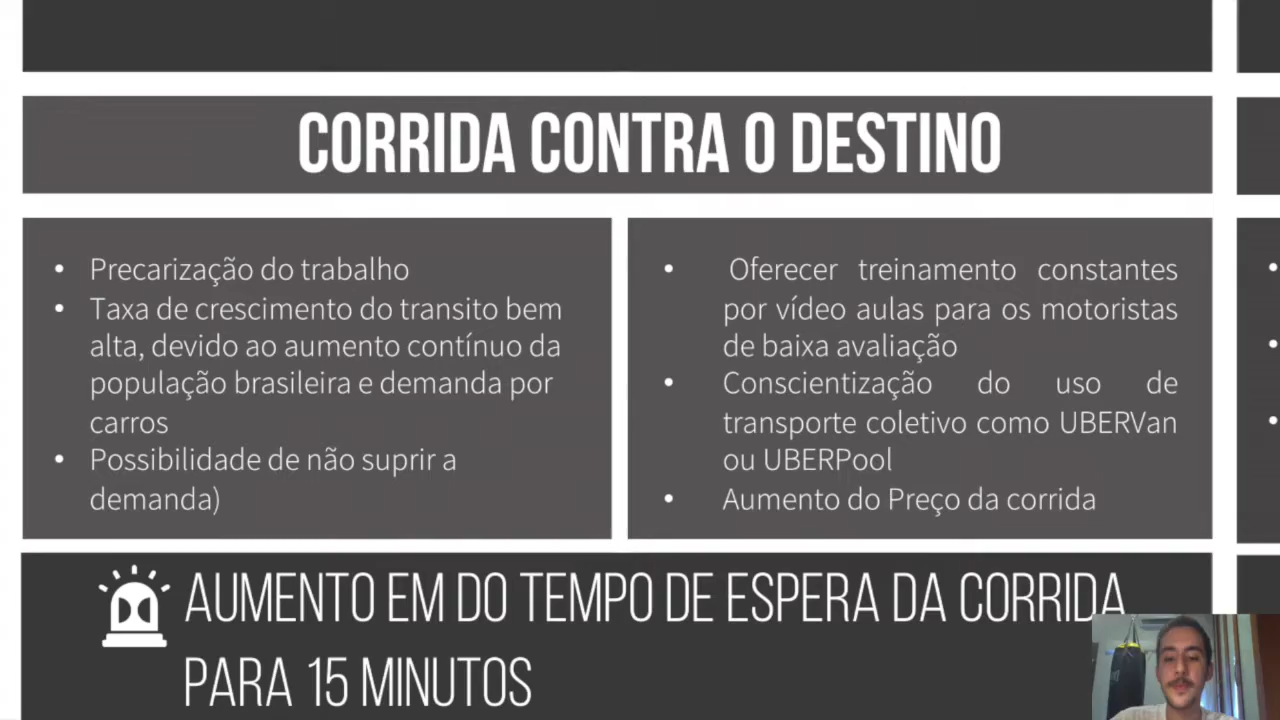 CORRIDA CONTRA O DESTINO
• Precarização do trabalho
• Taxa de crescimento do transito bem
alta, devido ao aumento contínuo da
população brasileira e demanda por
carros
• Possibilidade de não suprir a
demanda)
• Oferecer treinamento constantes
por vídeo aulas para os motoristas
de baixa avaliação
• Conscientização do uso de
transporte coletivo como UBERVan
ou UBERPool
• Aumento do Preço da corrida
AUMENTO EM DO TEMPO DE ESPERA DA CORRIDA
PARA 15 MINUTOS